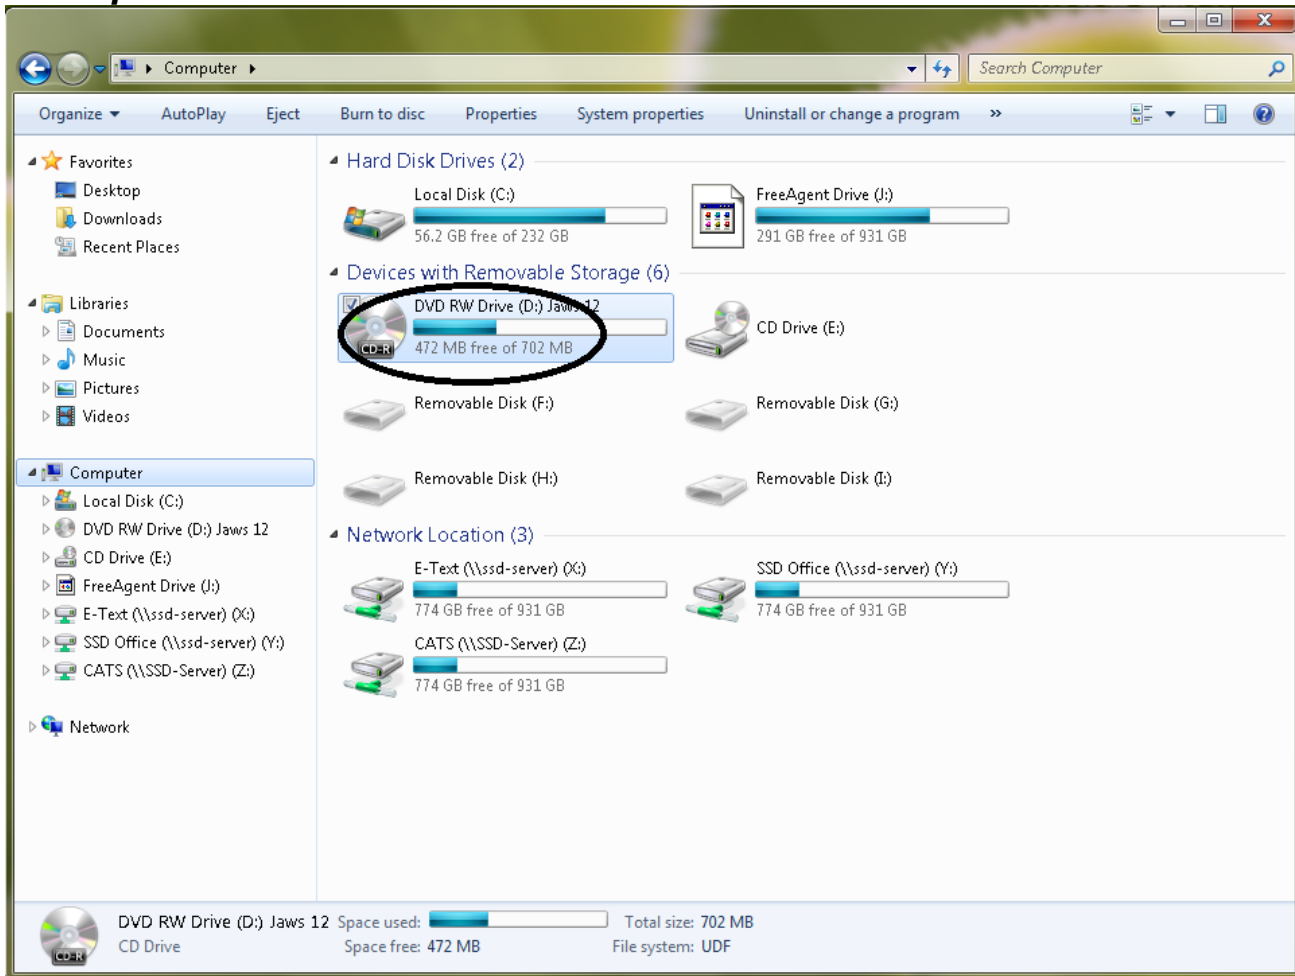 Computer
Search Computer
Organize AutoPlay Eject Burn to disc Properties System properties Uninstall or change a program »
Favorites
Desktop
Downloads
Recent Places
Libraries
Documents
Music
Pictures
Videos
Computer
Local Disk (C:)
DVD RW Drive (D:) Jaws 12
CD Drive (E:)
FreeAgent Drive (J:)
E-Text (\\ssd-server) (X:)
SSD Office (\\ssd-server) (Y:)
CATS (\\SSD-Server) (Z:)
Network
Hard Disk Drives (2)
Local Disk (C:)
56.2 GB free of 232 GB
FreeAgent Drive (J:)
291 GB free of 931 GB
Devices with Removable Storage (6)
DVD RW Drive (D:) Jaws 12
CD-R
472 MB free of 702 MB
CD Drive (E:)
Removable Disk (F:)
Removable Disk (G:)
Removable Disk (H:)
Removable Disk (I:)
Network Location (3)
E-Text (\\ssd-server) (X:)
774 GB free of 931 GB
SSD Office (\\ssd-server) (Y:)
774 GB free of 931 GB
CATS (\\SSD-Server) (Z:)
774 GB free of 931 GB
CD-R
DVD RW Drive (D:) Jaws 12 Space used: Total size: 702 MB
CD Drive Space free: 472 MB File system: UDF